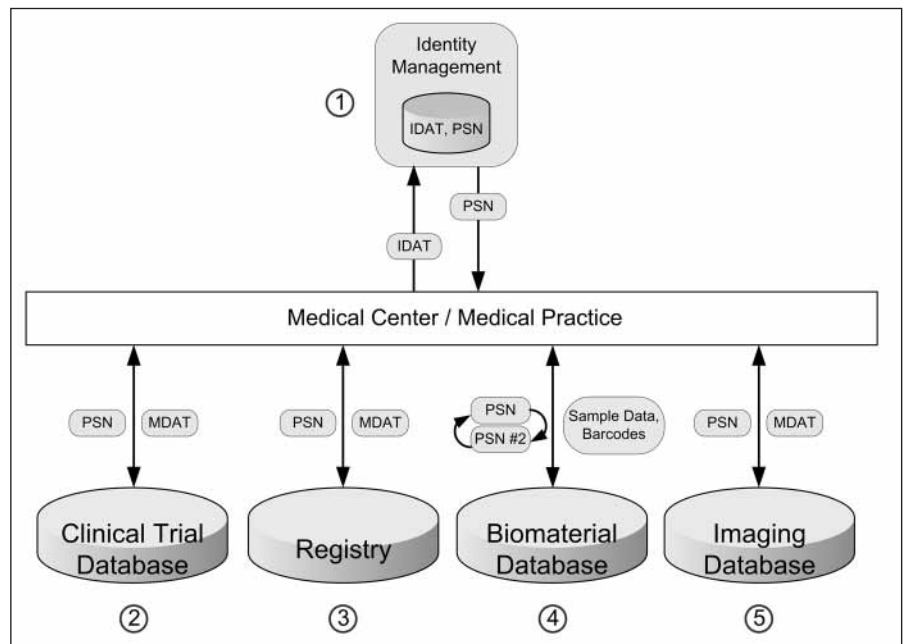 Identity
Management
①
IDAT, PSN
PSN
IDAT
Medical Center / Medical Practice
PSN
MDAT
PSN
MDAT
PSN
PSN #2
Sample Data,
Barcodes
PSN
MDAT
Clinical Trial
Database
Registry
Biomaterial
Database
Imaging
Database
②
③
④
⑤